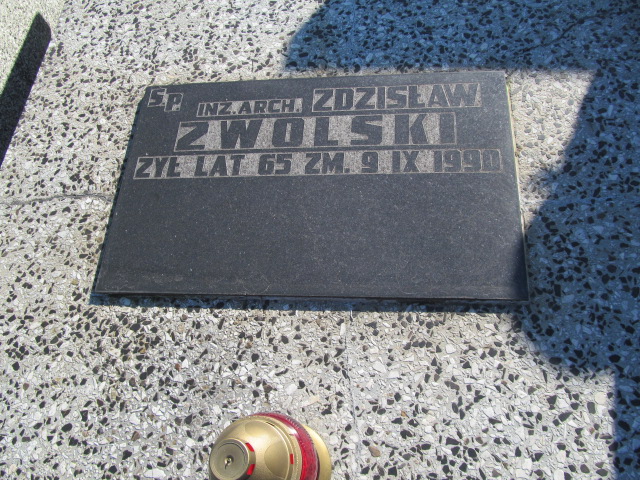 Ś.P. INŻ.ARCH. ZDZISŁAW
ZWOLSKI
ŻYŁ LAT 65 ZM. 9 IX 1990